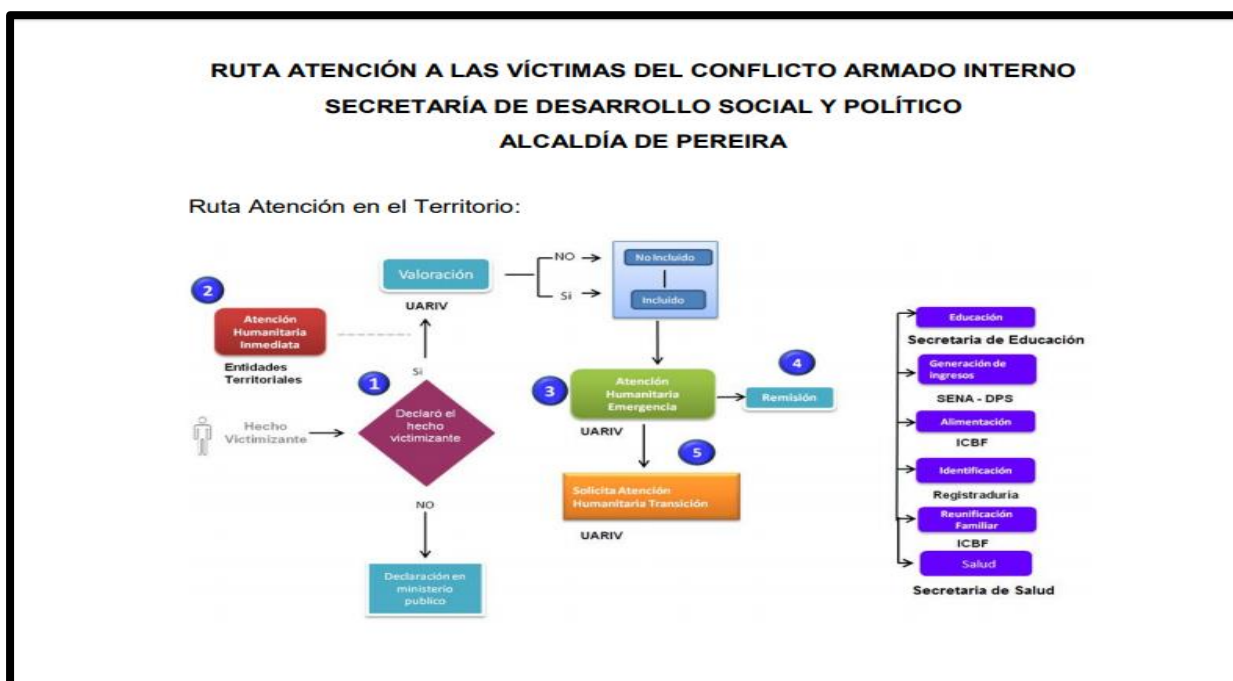 RUTA ATENCIÓN A LAS VÍCTIMAS DEL CONFLICTO ARMADO INTERNO
SECRETARÍA DE DESARROLLO SOCIAL Y POLÍTICO
ALCALDÍA DE PEREIRA
Ruta Atención en el Territorio:
2
Atención
Humanitaria
Inmediata
Entidades
Territoriales
Hecho
Victimizante
1
Declaró el
hecho
victimizante
Si
Valoración
UARIV
NO
Declaración en
ministerio
publico
NO
Si
No Incluido
Incluido
3
Atención
Humanitaria
Emergencia
UARIV
4
Remisión
5
Solicita Atención
Humanitaria Transición
UARIV
Educación
Secretaria de Educación
Generación de
ingresos
SENA - DPS
Alimentación
ICBF
Identificación
Registraduria
Reunificación
Familiar
ICBF
Salud
Secretaria de Salud